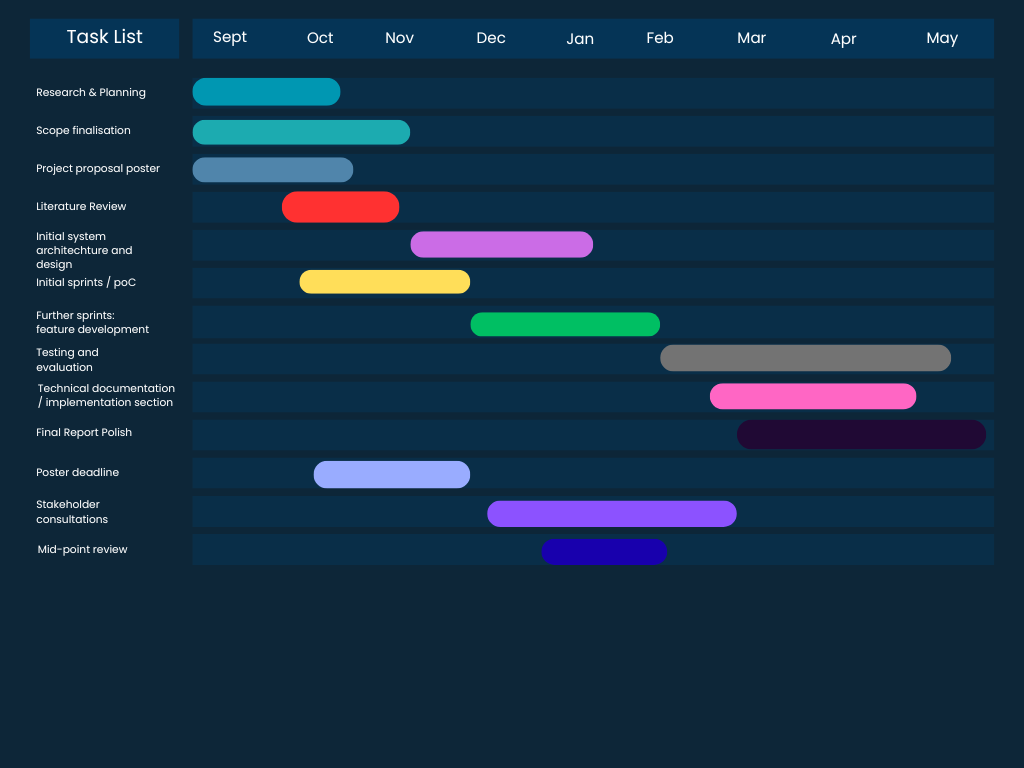 Task List
Sept Oct Nov Dec Jan Feb Mar Apr May
Research & Planning
Scope finalisation
Project proposal poster
Literature Review
Initial system
architechture and
design
Initial sprints / poC
Further sprints:
feature development
Testing and
evaluation
Technical documentation
/ implementation section
Final Report Polish
Poster deadline
Stakeholder
consultations
Mid-point review